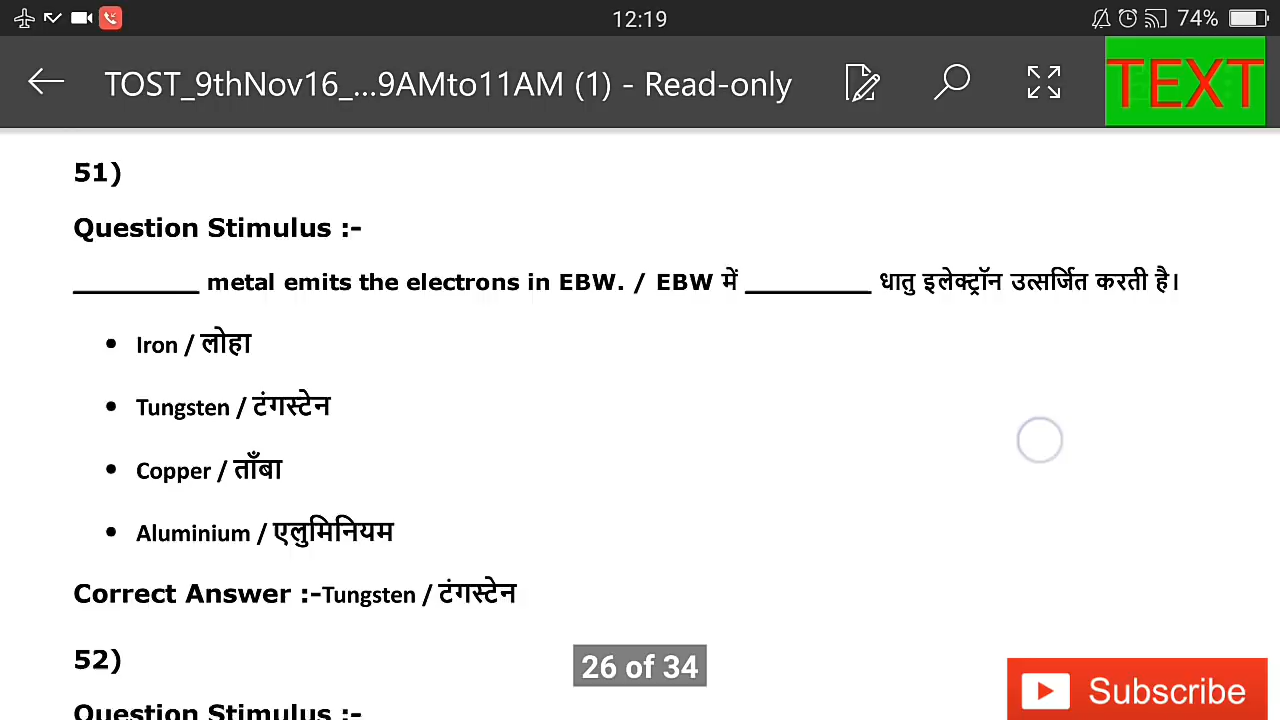 12:19
74%
TOST_9thNov16_...9AMto11AM (1) - Read-only
TEXT
51)
Question Stimulus :-
_________ metal emits the electrons in EBW. / EBW में _________ धातु इलेक्ट्रॉन उत्सर्जित करती है।
• Iron / लोहा
• Tungsten / टंगस्टेन
• Copper / ताँबा
• Aluminium / एलुमिनियम
Correct Answer :-Tungsten / टंगस्टेन
52)
26 of 34
Subscribe
Question Stimulus :-